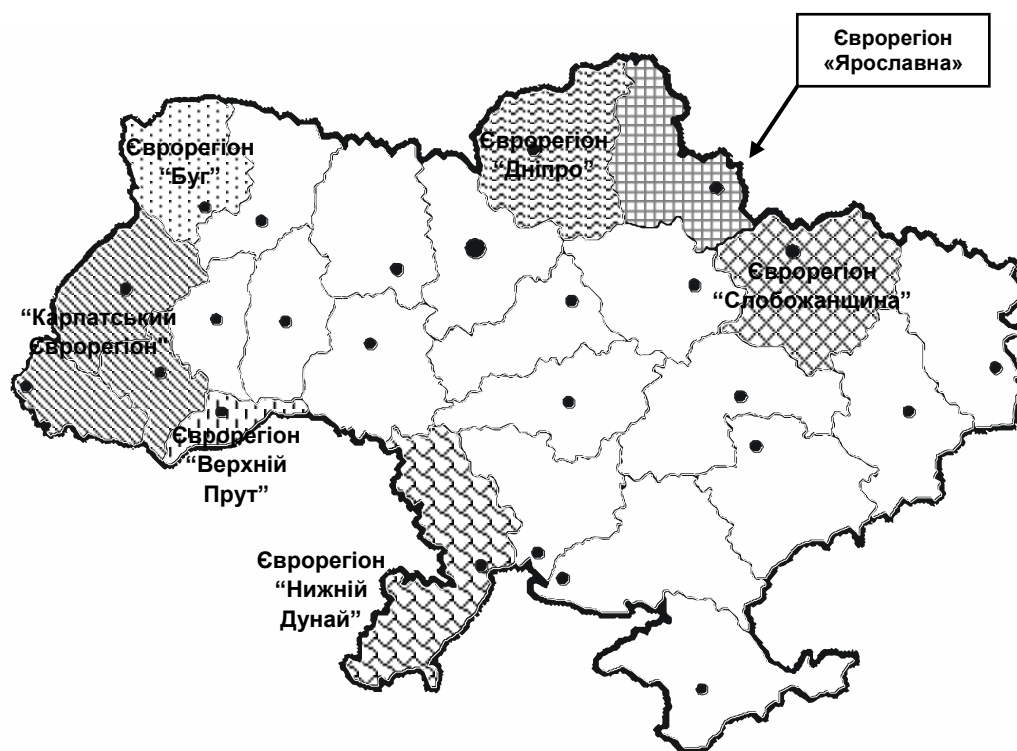 Єврорегіон
«Ярославна»
Єврорегіон
“Буг”
Єврорегіон
“Дніпро”
Єврорегіон
“Слобожанщина”
“Карпатський
Єврорегіон"
Єврорегіон
“Верхній
Прут”
Єврорегіон
“Нижній
Дунай”